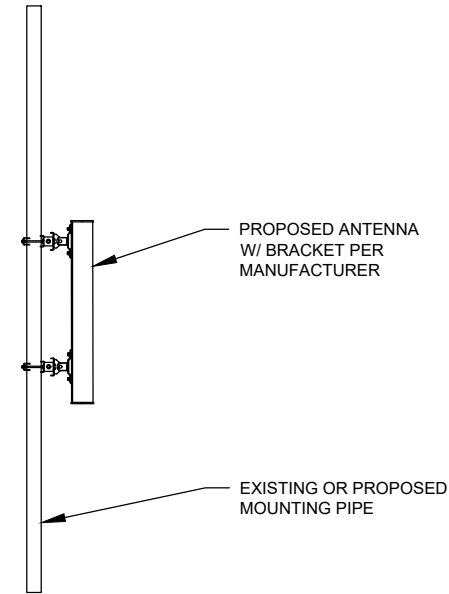 PROPOSED ANTENNA
W/ BRACKET PER
MANUFACTURER
EXISTING OR PROPOSED
MOUNTING PIPE